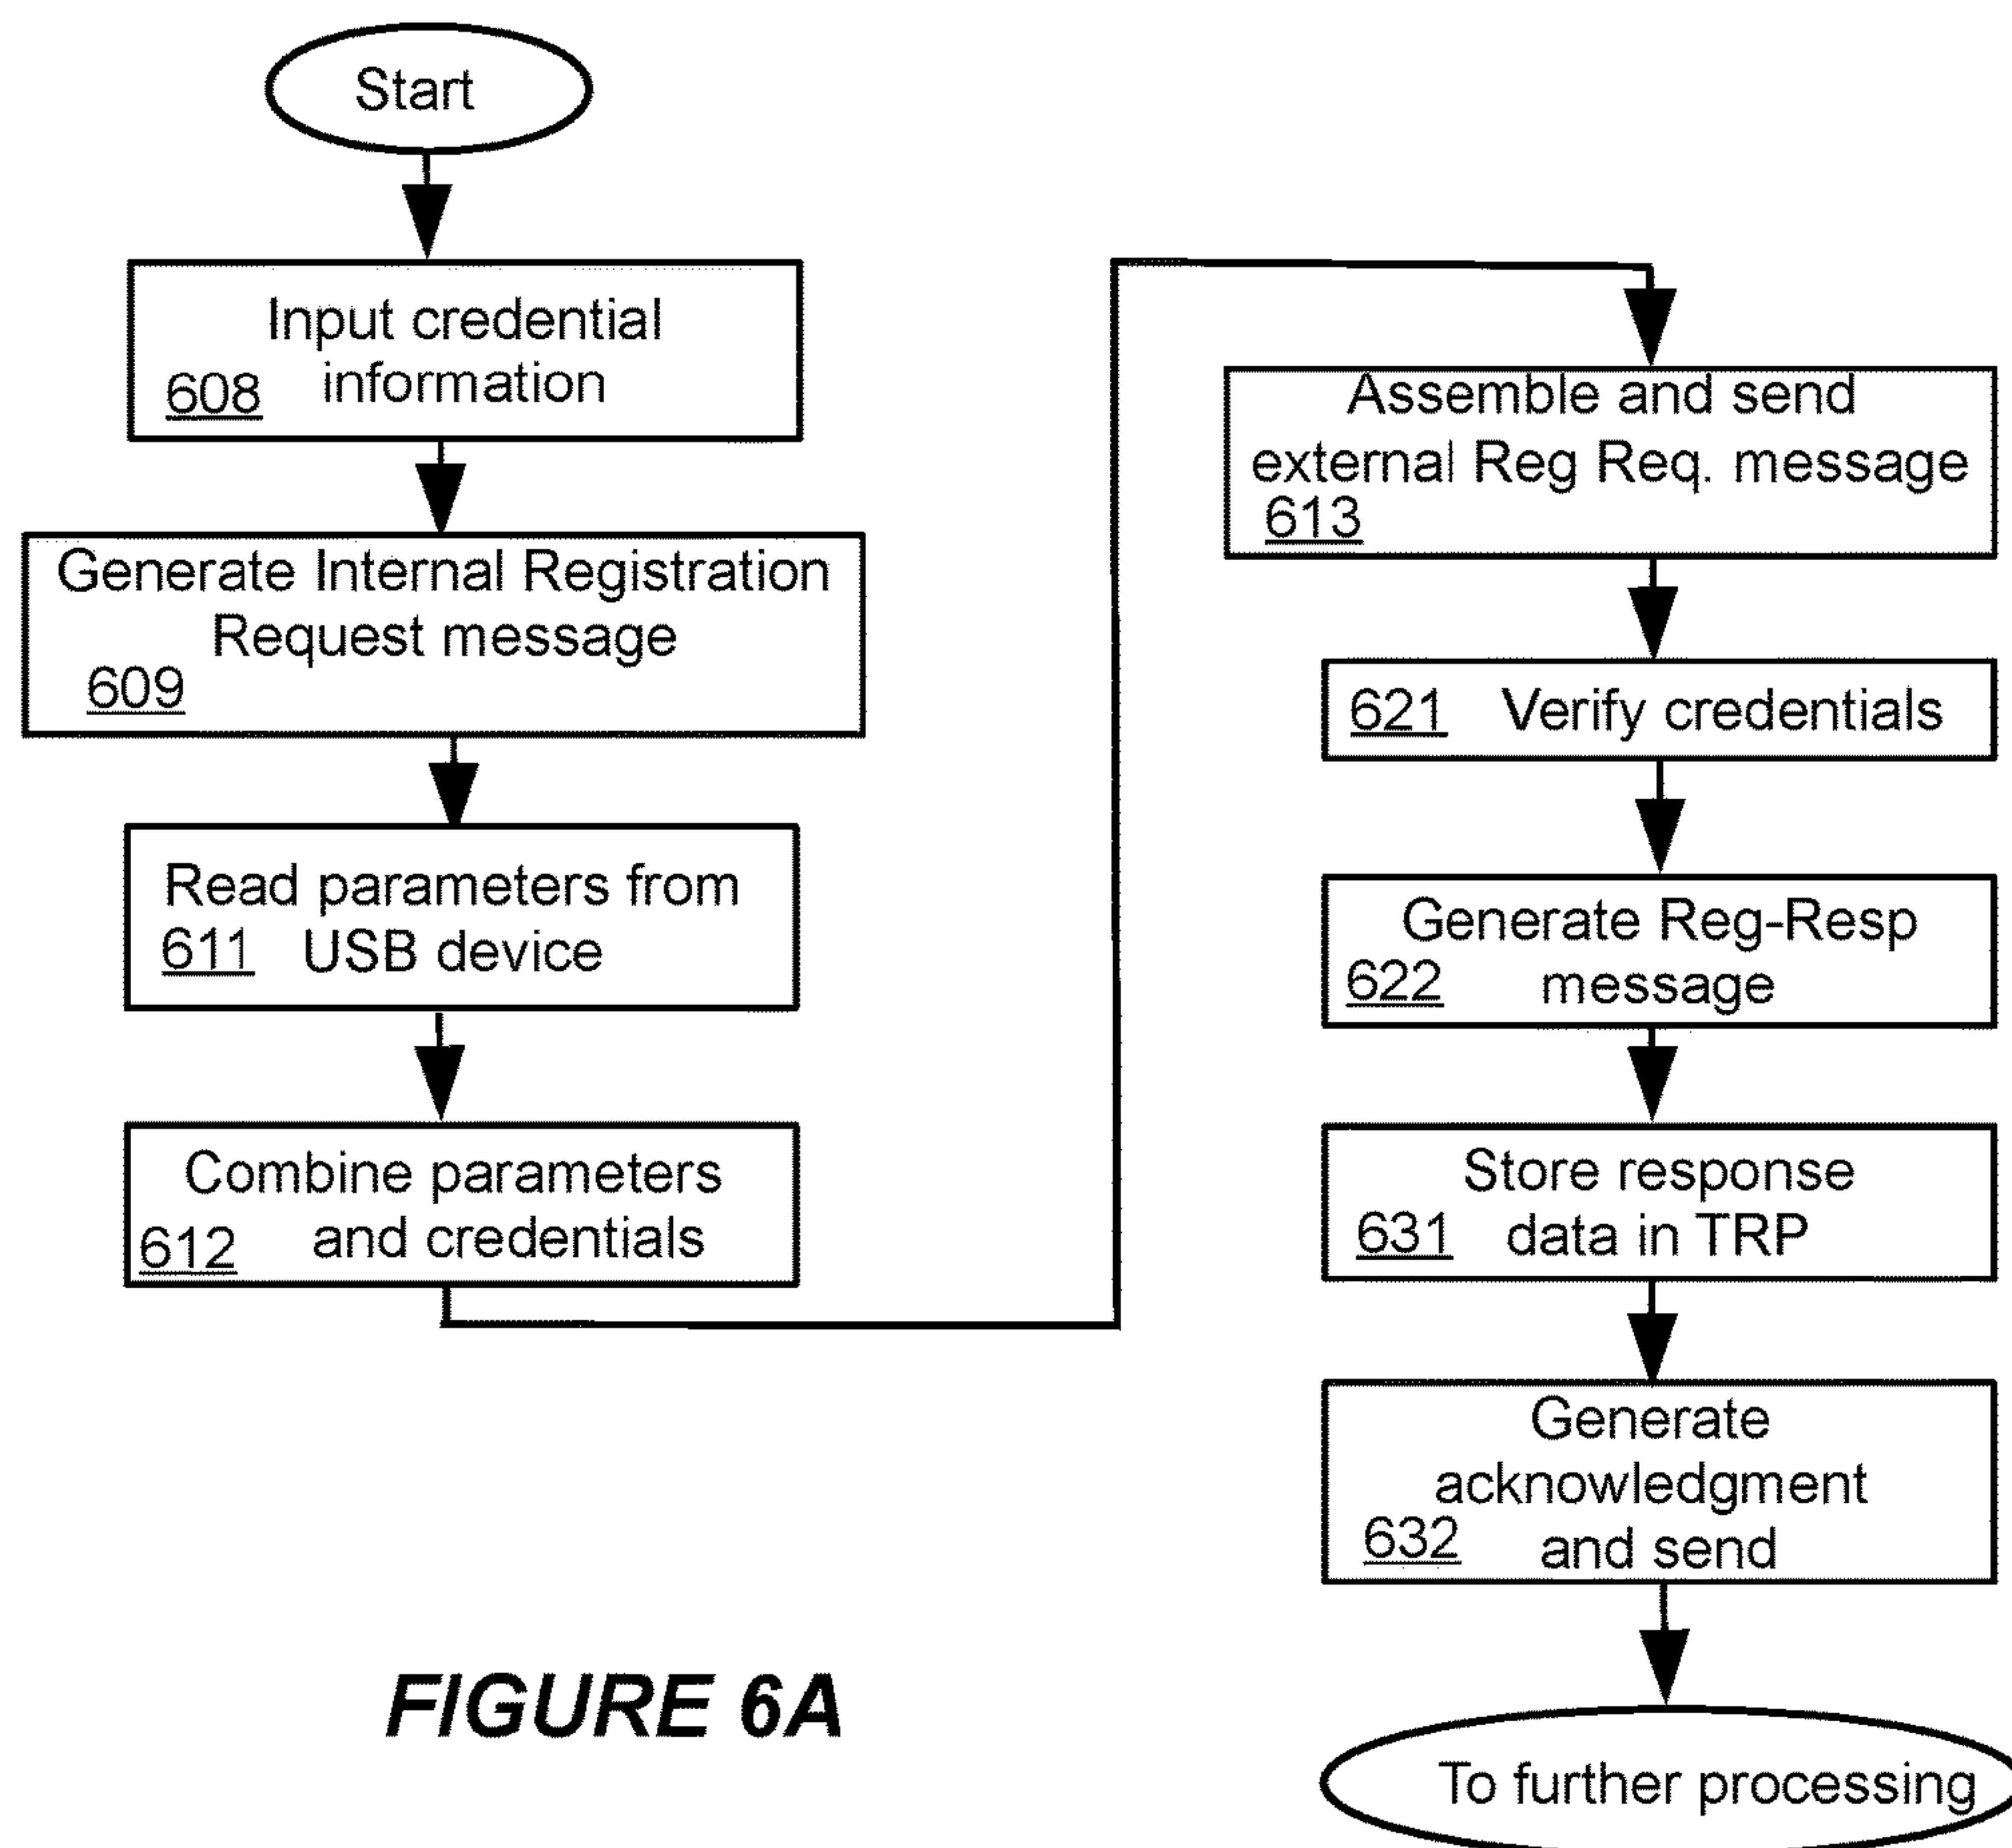 Start
Input credential
608 information
Generate Internal Registration
Request message
609
Read parameters from
611 USB device
Combine parameters
612 and credentials
Assemble and send
external Reg Req. message
613
621 Verify credentials
Generate Reg-Resp
622 message
Store response
631 data in TRP
Generate
acknowledgment
632 and send
To further processing
FIGURE 6A